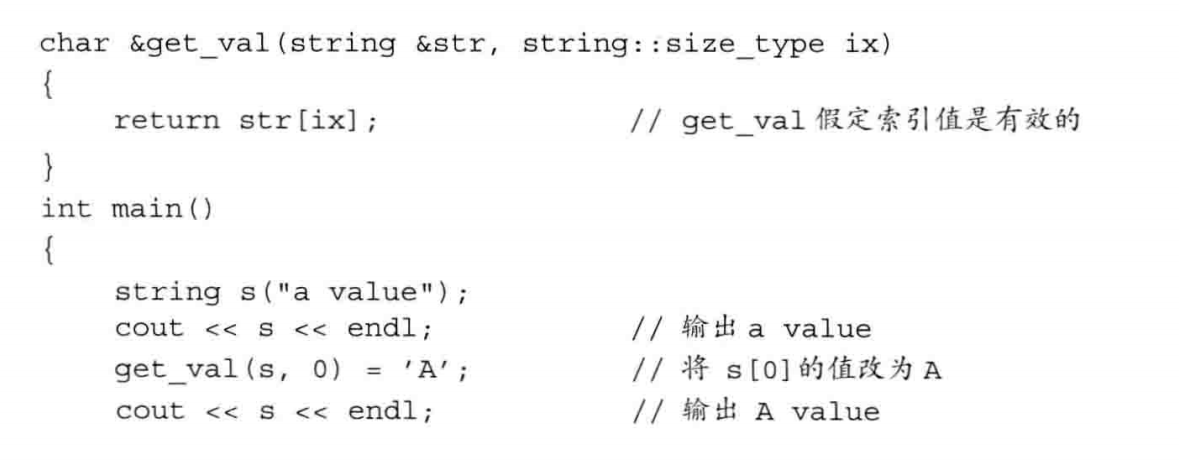 char &get_val(string &str, string::size_type ix)
{
    return str[ix];                // get_val 假定索引值是有效的
}
int main()
{
    string s("a value");
    cout << s << endl;             // 输出 a value
    get_val(s, 0) = 'A';           // 将 s[0]的值改为 A
    cout << s << endl;             // 输出 A value